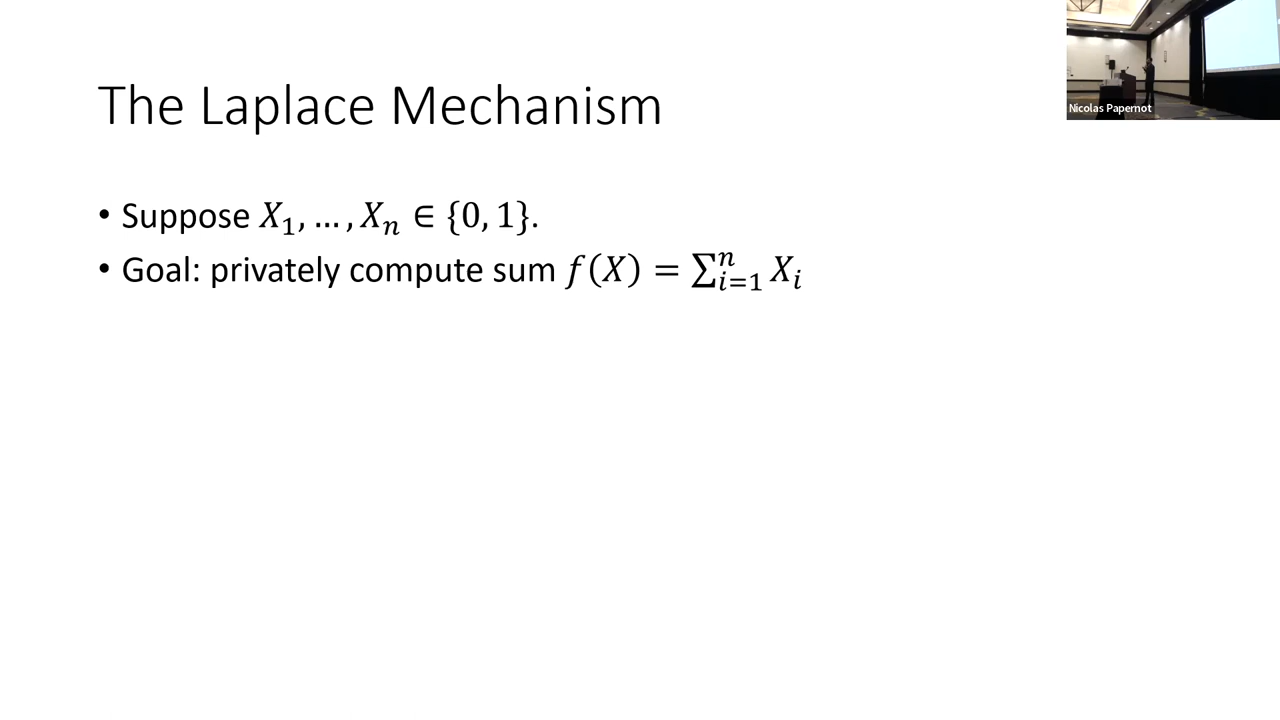 The Laplace Mechanism
• Suppose 𝑋₁, … , 𝑋ₙ ∈ {0, 1}.
• Goal: privately compute sum 𝑓(𝑋) = ∑ⁿᵢ₌₁ 𝑋ᵢ
Nicolas Papernot